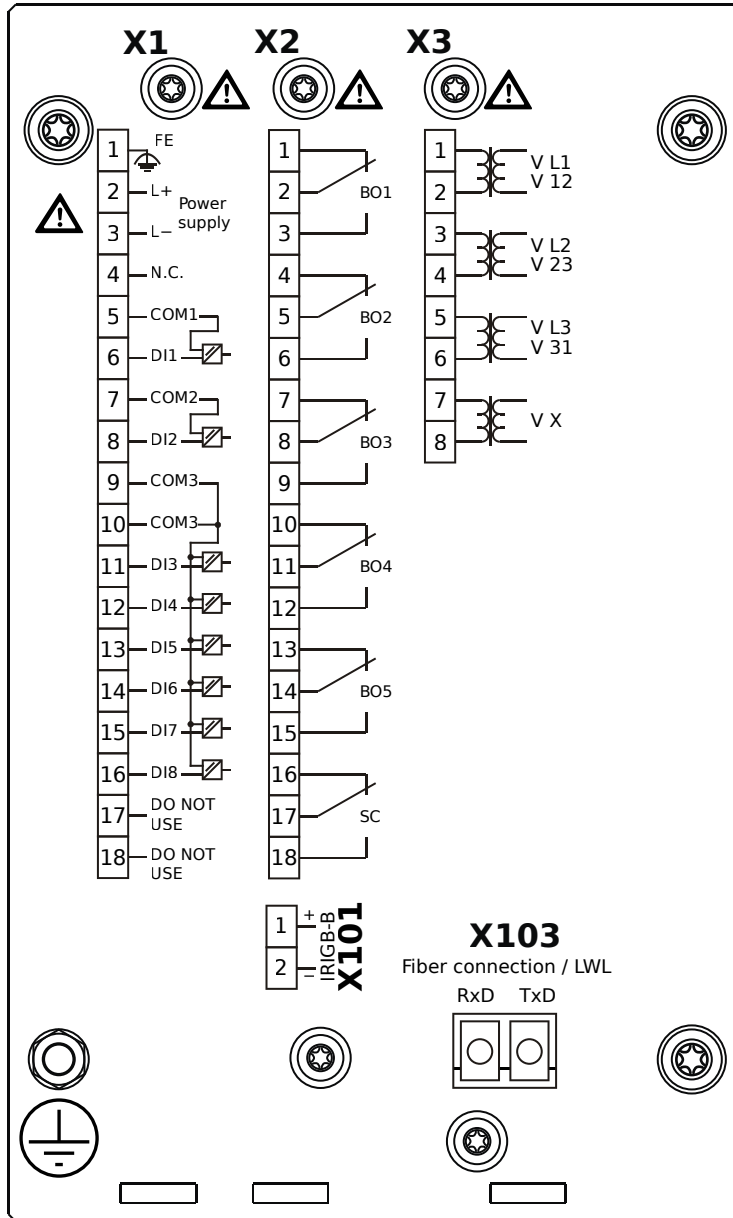 X1 X2 X3
1 FE
2 L+ Power
3 L− supply
4 N.C.
5 COM1
6 DI1
7 COM2
8 DI2
9 COM3
10 COM3
11 DI3
12 DI4
13 DI5
14 DI6
15 DI7
16 DI8
17 DO NOT
USE
18 DO NOT
USE
1
2 BO1
3
4
5 BO2
6
7
8 BO3
9
10
11 BO4
12
13
14 BO5
15
16
17 SC
18
1 V L1
2 V 12
3 V L2
4 V 23
5 V L3
6 V 31
7 V X
8
1 +
2 −
IRIGB-B
X101
X103
Fiber connection / LWL
RxD TxD